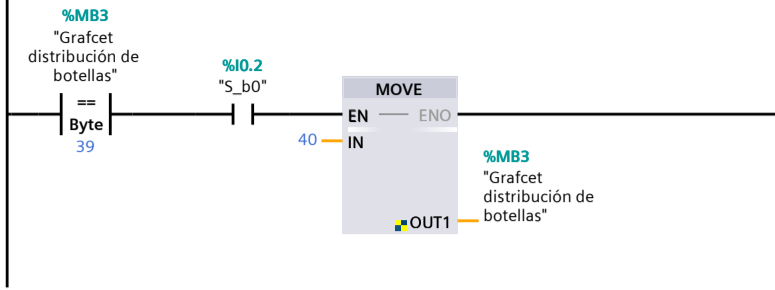 %MB3
"Grafcet
distribución de
botellas"
==
Byte
39
%I0.2
"S_b0"
MOVE
EN
ENO
40
IN
OUT1
%MB3
"Grafcet
distribución de
botellas"